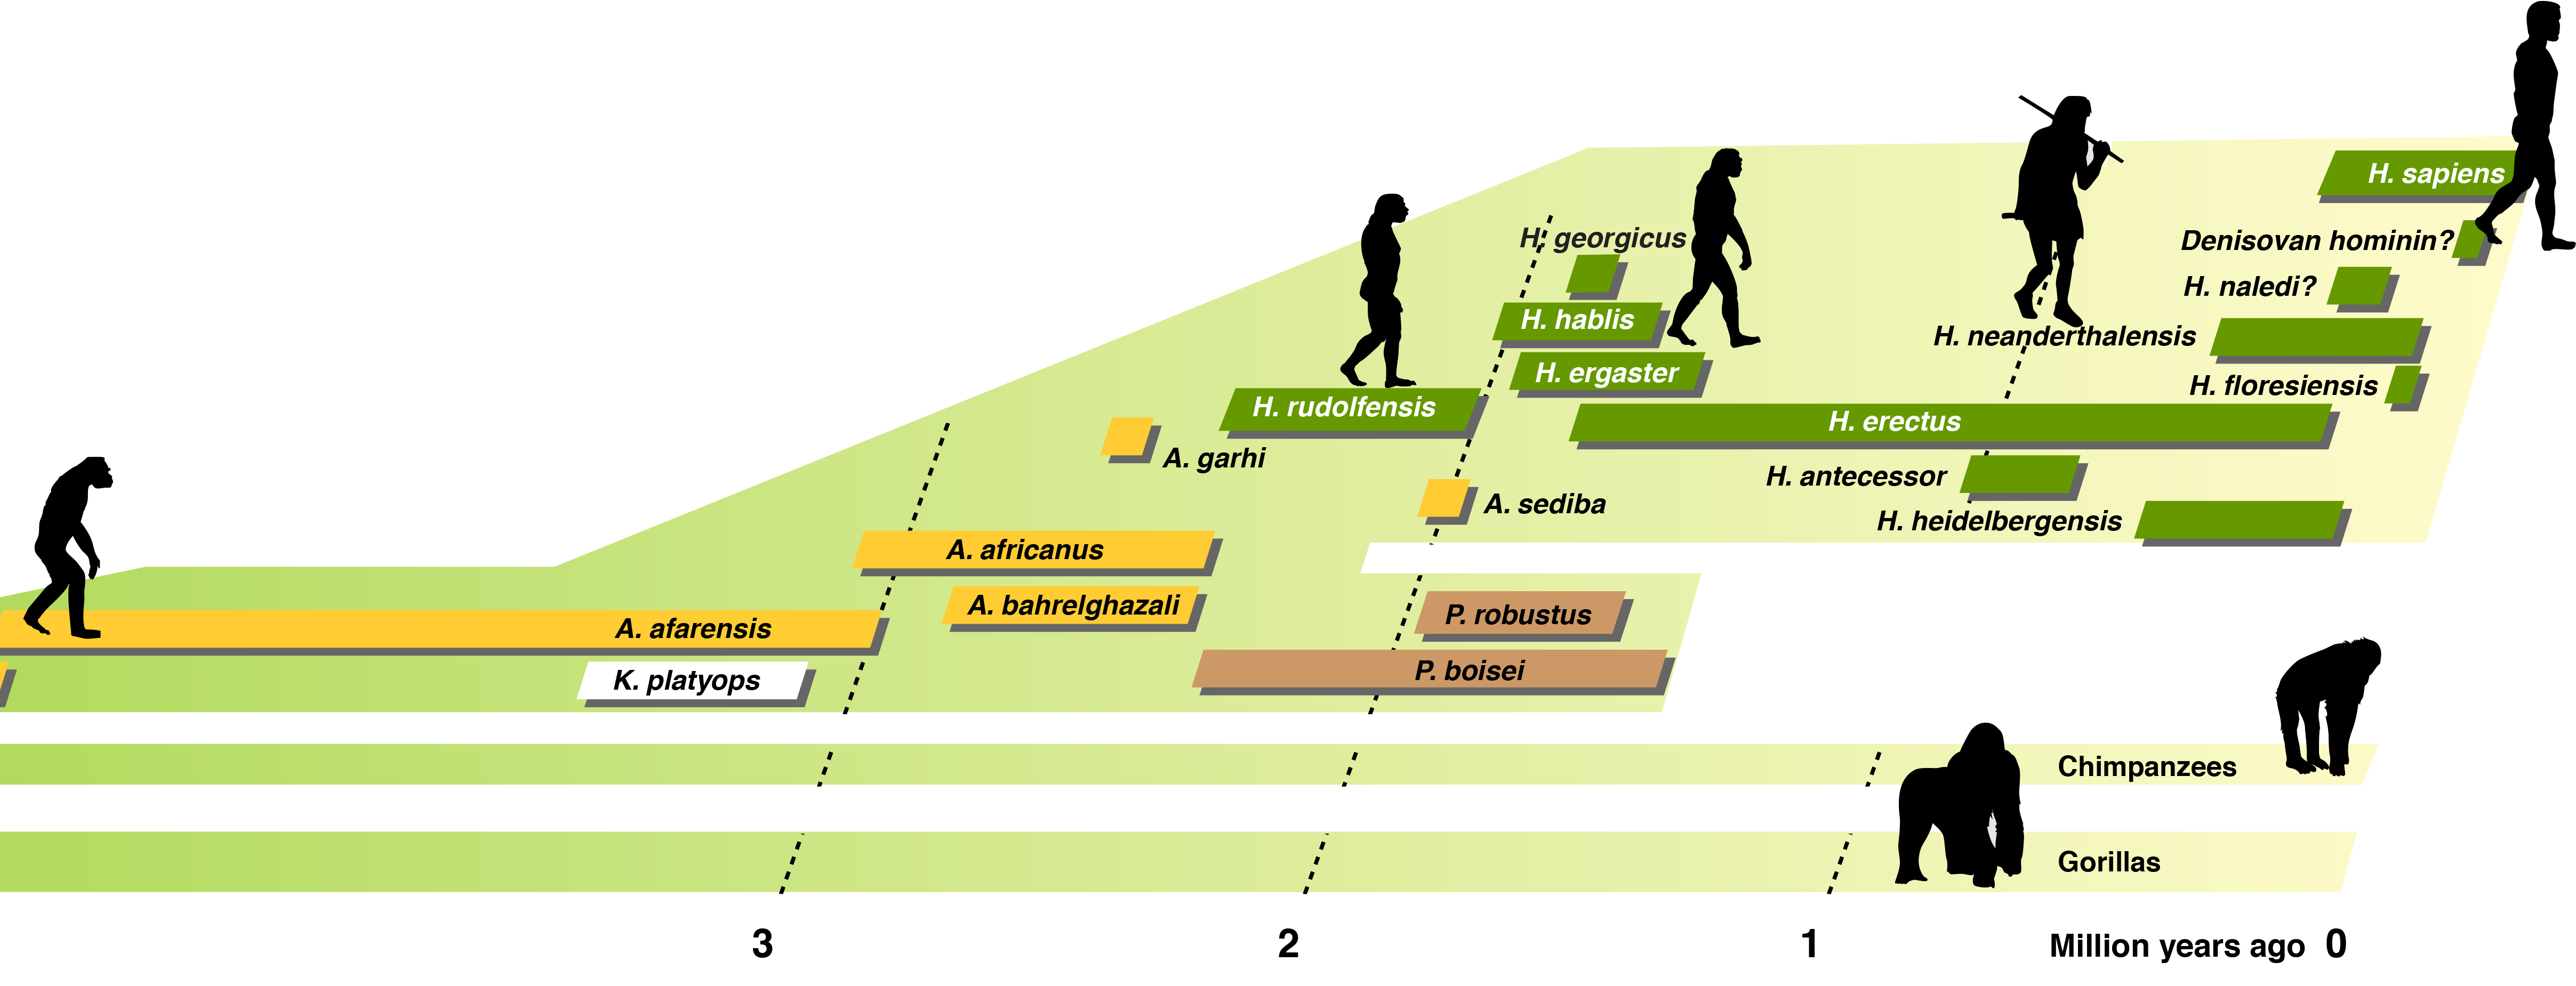 H. sapiens
H. georgicus
Denisovan hominin?
H. naledi?
H. hablis
H. neanderthalensis
H. ergaster
H. floresiensis
H. rudolfensis
H. erectus
A. garhi
H. antecessor
A. sediba
H. heidelbergensis
A. africanus
A. bahrelghazali
P. robustus
A. afarensis
P. boisei
K. platyops
Chimpanzees
Gorillas
3 2 1 Million years ago 0